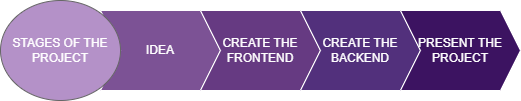 STAGES OF THE
PROJECT
IDEA
CREATE THE
FRONTEND
CREATE THE
BACKEND
PRESENT THE
PROJECT